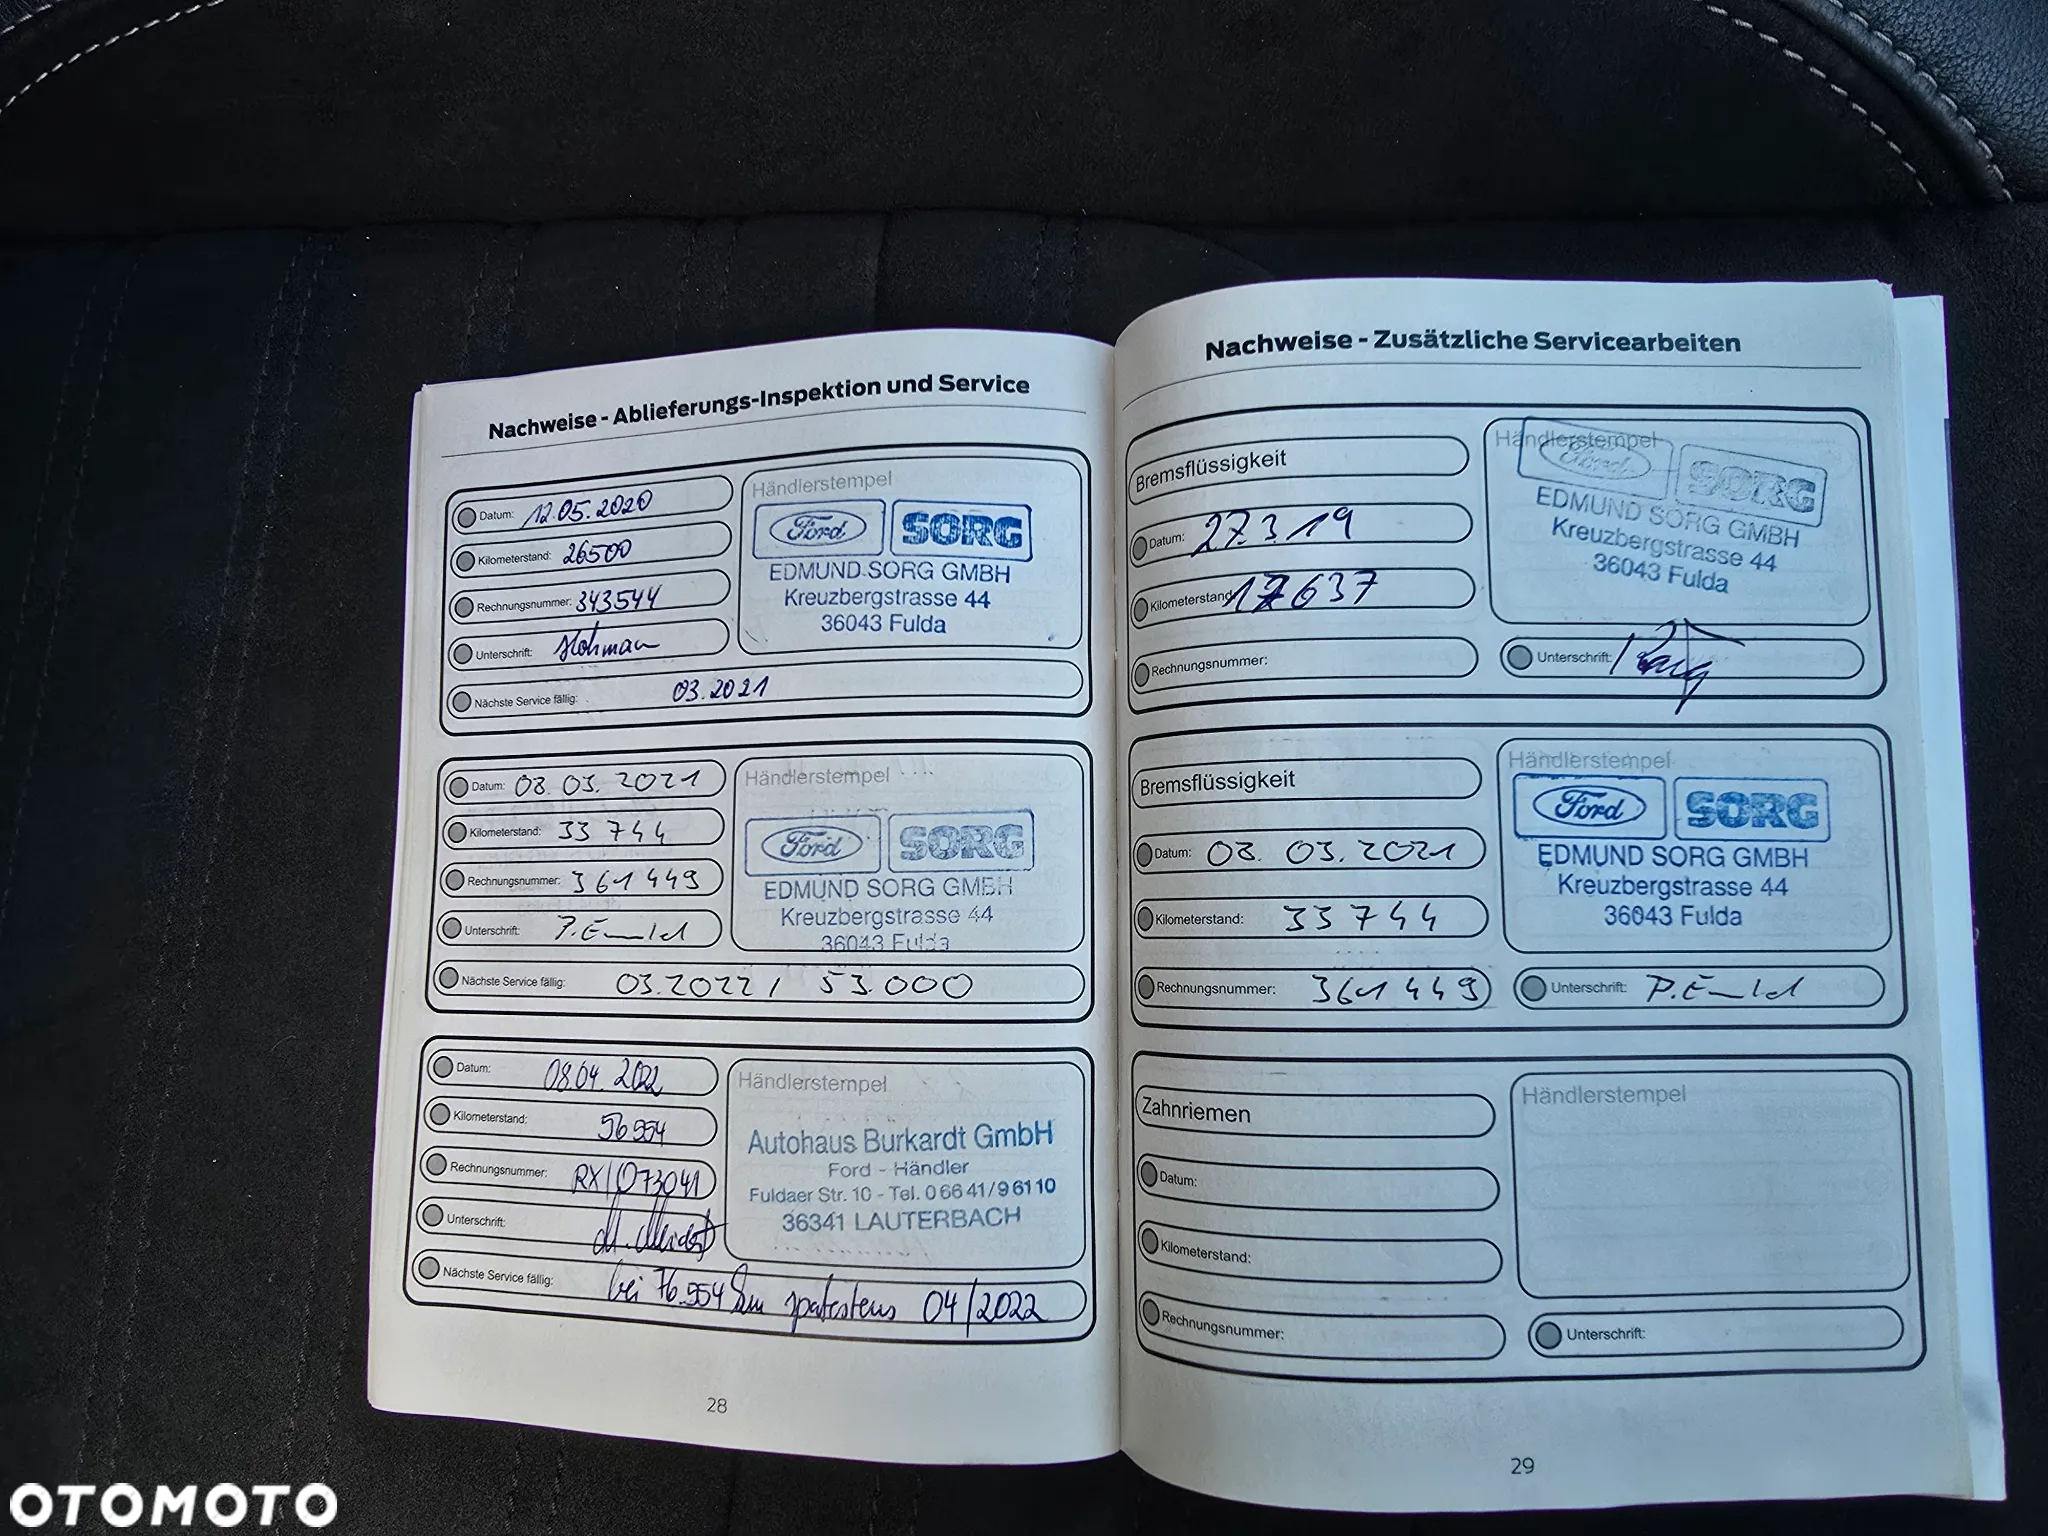 Nachweise - Ablieferungs-Inspektion und Service
Datum: 12.05.2020
Kilometerstand: 26500
Rechnungsnummer: 343544
Unterschrift:
Nächste Service fällig: 03.2021
Händlerstempel
Ford SORG
EDMUND SORG GMBH
Kreuzbergstrasse 44
36043 Fulda
Datum: 08.03.2021
Kilometerstand: 33744
Rechnungsnummer: 361449
Unterschrift:
Nächste Service fällig: 03.2022 / 53.000
Händlerstempel
Ford SORG
EDMUND SORG GMBH
Kreuzbergstrasse 44
36043 Fulda
Datum: 08.04.2022
Kilometerstand: 56954
Rechnungsnummer: RX/073041
Unterschrift:
Nächste Service fällig: bei 76.954 km spätestens 04/2022
Händlerstempel
Autohaus Burkardt GmbH
Ford - Händler
Fuldaer Str. 10 - Tel. 06641/96110
36341 LAUTERBACH
28
Nachweise - Zusätzliche Servicearbeiten
Bremsflüssigkeit
Datum: 27.3.19
Kilometerstand: 17637
Rechnungsnummer:
Händlerstempel
Ford SORG
EDMUND SORG GMBH
Kreuzbergstrasse 44
36043 Fulda
Unterschrift:
Bremsflüssigkeit
Datum: 08.03.2021
Kilometerstand: 33744
Rechnungsnummer: 361449
Händlerstempel
Ford SORG
EDMUND SORG GMBH
Kreuzbergstrasse 44
36043 Fulda
Unterschrift:
Zahnriemen
Datum:
Kilometerstand:
Rechnungsnummer:
Händlerstempel
Unterschrift:
29
OTOMOTO